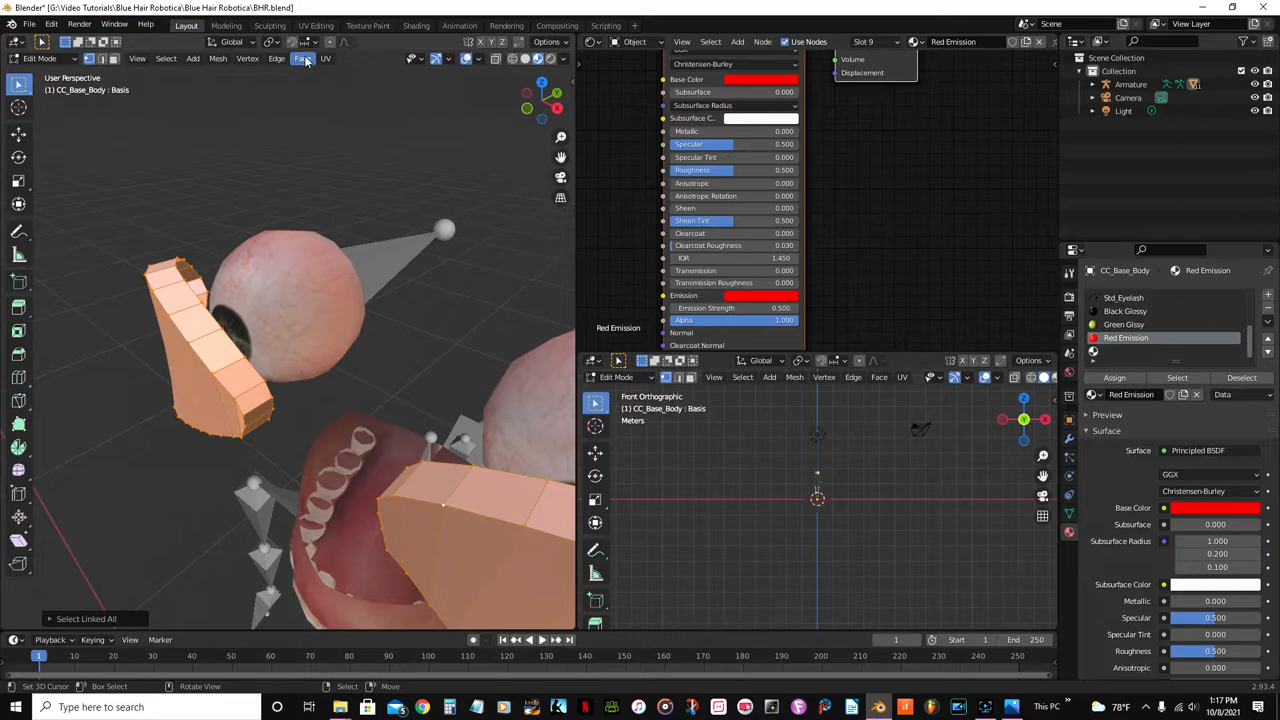 Blender* [G:\Video Tutorials\Blue Hair Robotica\BHR.blend]
File Edit Render Window Help Layout Modeling Sculpting UV Editing Texture Paint Shading Animation Rendering Compositing Scripting + Scene View Layer
Global X Y Z Options
Object View Select Add Node Use Nodes Slot 9 Red Emission
Edit Mode View Select Add Mesh Vertex Edge Face UV
User Perspective
(1) CC_Base_Body : Basis
Volume
Displacement
Christensen-Burley
Base Color
Subsurface 0.000
Subsurface Radius
Subsurface C...
Metallic 0.000
Specular 0.500
Specular Tint 0.000
Roughness 0.500
Anisotropic 0.000
Anisotropic Rotation 0.000
Sheen 0.000
Sheen Tint 0.500
Clearcoat 0.000
Clearcoat Roughness 0.030
IOR 1.450
Transmission 0.000
Transmission Roughness 0.000
Emission
Emission Strength 0.500
Alpha 1.000
Normal
Clearcoat Normal
Red Emission
Scene Collection
Collection
Armature
Camera
Light
CC_Base_Body Red Emission
Std_Eyelash
Black Glossy
Green Glssy
Red Emission
Assign Select Deselect
Red Emission Data
Preview
Surface
Surface Principled BSDF
GGX
Christensen-Burley
Base Color
Subsurface 0.000
Subsurface Radius 1.000
0.200
0.100
Subsurface Color
Metallic 0.000
Specular 0.500
Specular Tint 0.000
Roughness 0.500
Anisotropic 0.000
Global X Y Z Options
Edit Mode View Select Add Mesh Vertex Edge Face UV
Front Orthographic
(1) CC_Base_Body : Basis
Meters
Select Linked All
Playback Keying View Marker 1 Start 1 End 250
1 10 20 30 40 50 60 70 80 90 100 110 120 130 140 150 160 170 180 190 200 210 220 230 240 250
Set 3D Cursor Box Select Rotate View Select Move 2.93.4
Type here to search This PC 78°F 1:17 PM
10/8/2021